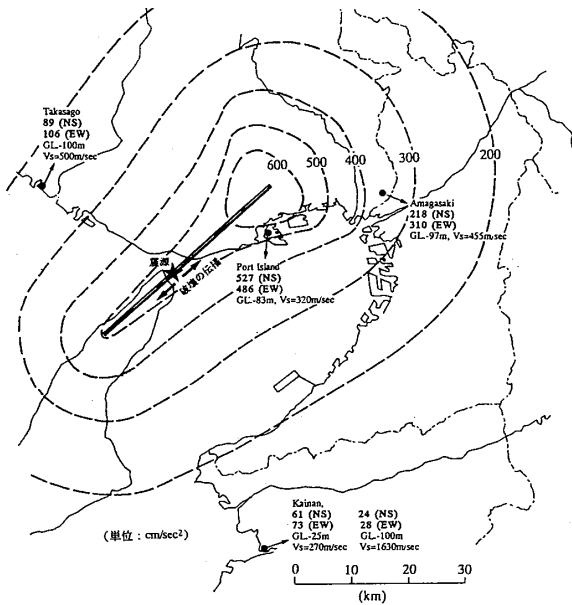 Takasago
89 (NS)
106 (EW)
GL.-100m
Vs=500m/sec
600
500
400
300
200
Amagasaki
218 (NS)
310 (EW)
GL.-97m, Vs=455m/sec
震源
破壊の伝播
Port Island
527 (NS)
486 (EW)
GL.-83m, Vs=320m/sec
(単位：cm/sec²)
Kainan,
61 (NS) 24 (NS)
73 (EW) 28 (EW)
GL.-25m GL.-100m
Vs=270m/sec Vs=1630m/sec
0 10 20 30
(km)